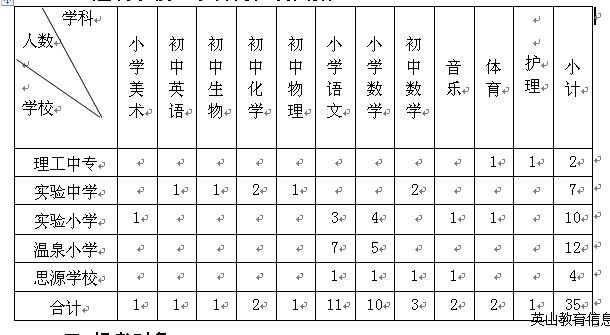 学科
人数
学校
小学美术 初中英语 初中生物 初中化学 初中物理 小学语文 小学数学 初中数学 音乐 体育 护理 小计
理工中专 1 1 2
实验中学 1 1 2 1 2 7
实验小学 1 3 4 1 1 10
温泉小学 7 5 12
思源学校 1 1 1 1 4
合计 1 1 1 2 1 11 10 3 2 2 1 35
英山教育信息